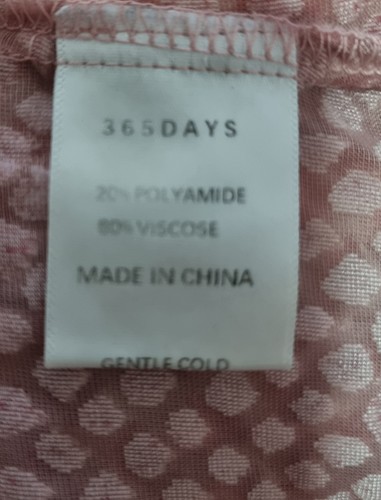 365DAYS
20% POLYAMIDE
80% VISCOSE
MADE IN CHINA
GENTLE COLD